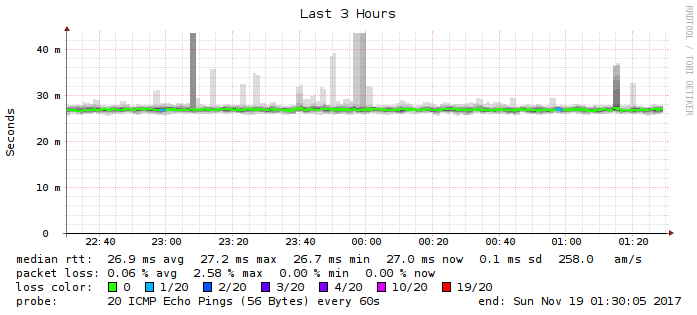 Last 3 Hours
RRDTOOL / TOBI OETIKER
Seconds
40 m
30 m
20 m
10 m
0
22:40 23:00 23:20 23:40 00:00 00:20 00:40 01:00 01:20
median rtt: 26.9 ms avg 27.2 ms max 26.7 ms min 27.0 ms now 0.1 ms sd 258.0 am/s
packet loss: 0.06 % avg 2.58 % max 0.00 % min 0.00 % now
loss color: 0 1/20 2/20 3/20 4/20 10/20 19/20
probe: 20 ICMP Echo Pings (56 Bytes) every 60s end: Sun Nov 19 01:30:05 2017